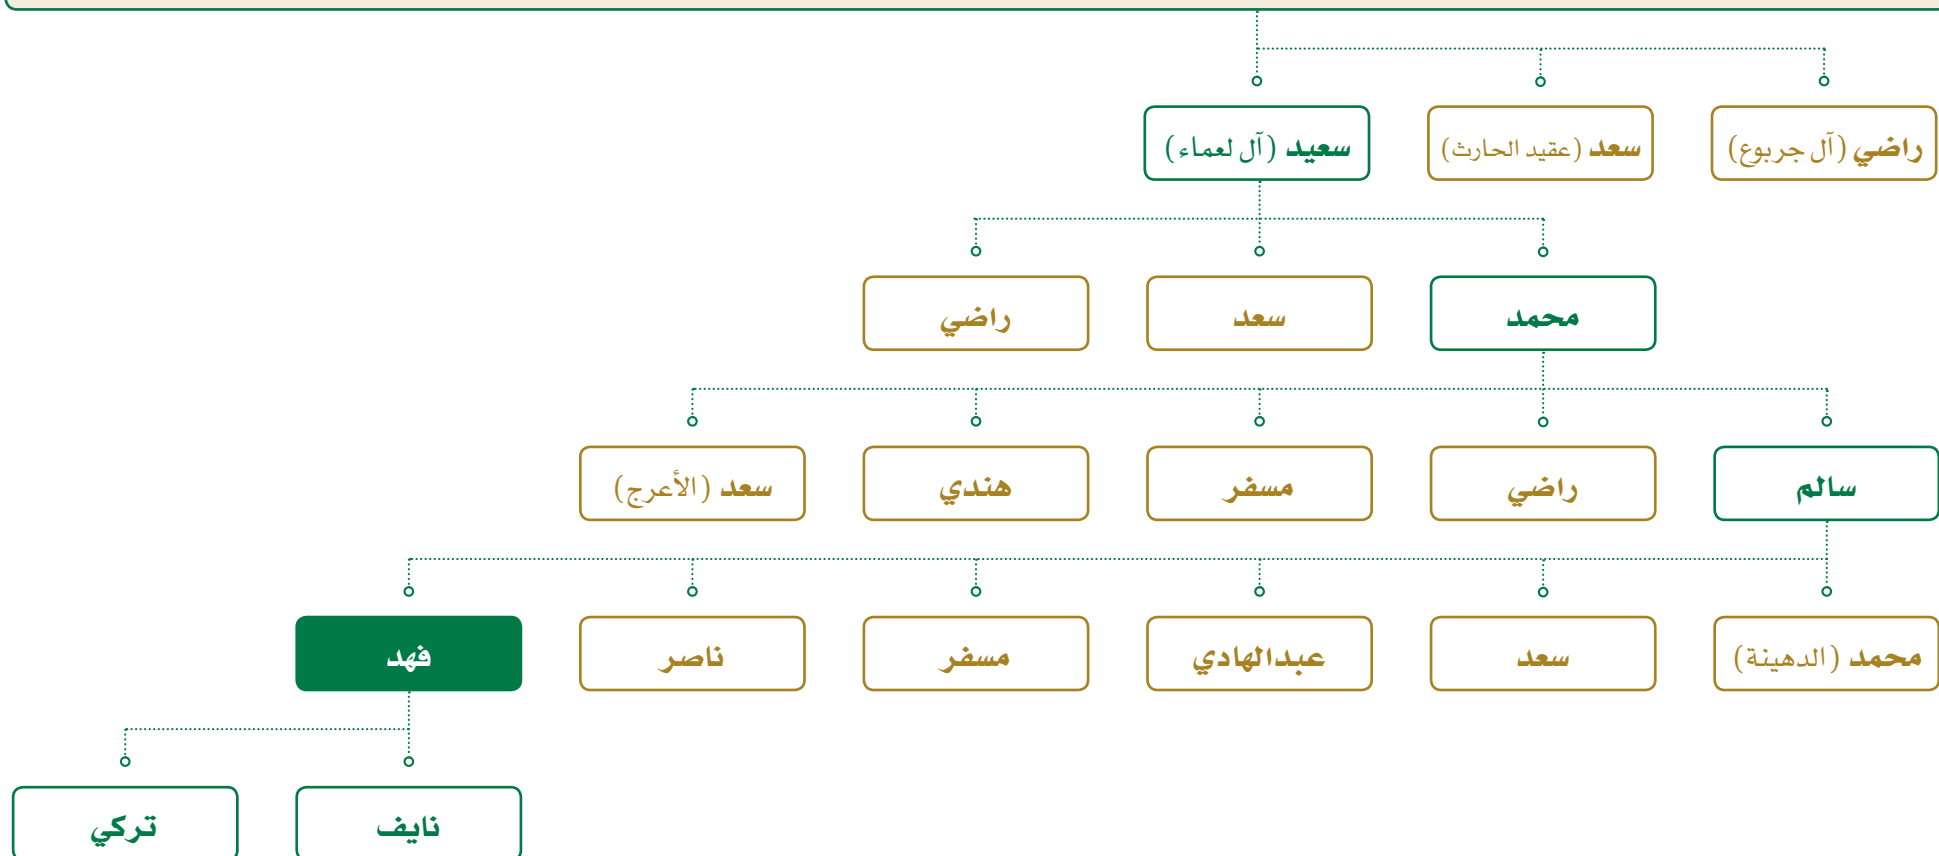 راضي (آل جربوع)
سعد (عقيد الحارث)
سعيد (آل لعماء)
محمد
سعد
راضي
سالم
راضي
مسفر
هندي
سعد (الأعرج)
محمد (الدهينة)
سعد
عبدالهادي
مسفر
ناصر
فهد
نايف
تركي